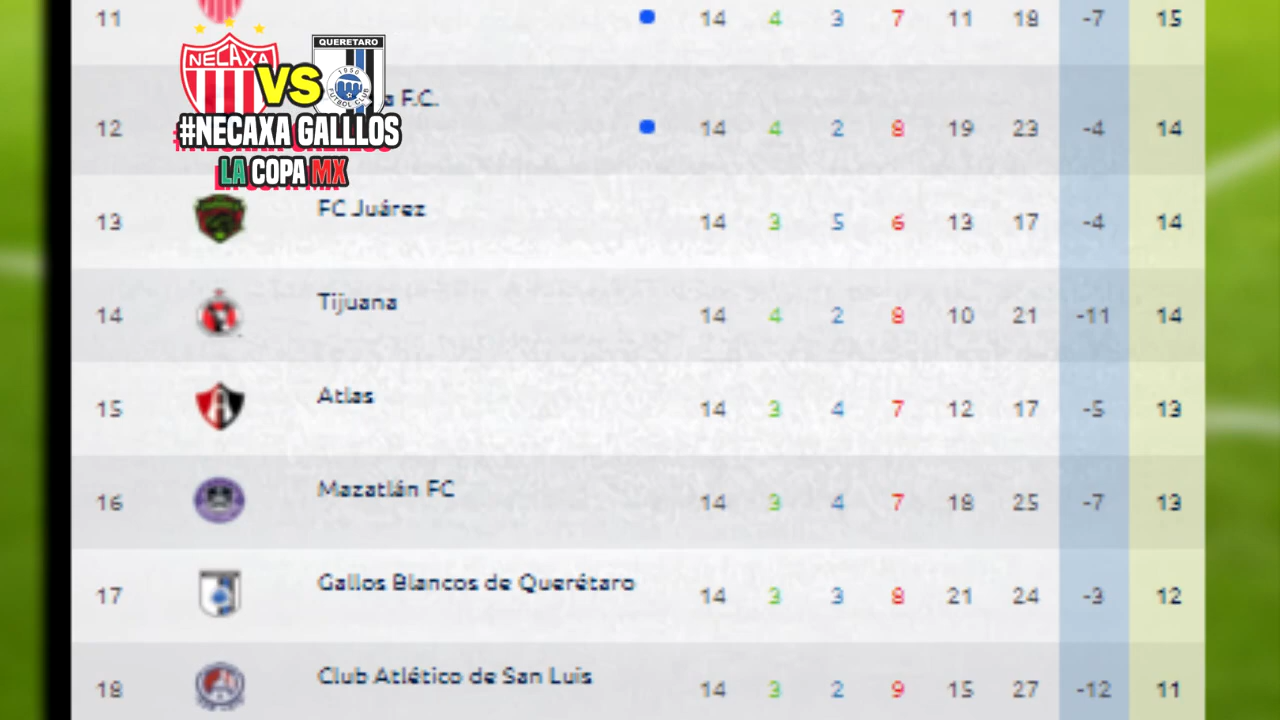 11 14 4 3 7 11 18 -7 15
NECAXA
QUERETARO
1950
FUTBOL CLUB
VS
a F.C.
12 14 4 2 8 19 23 -4 14
#NECAXA GALLLOS
LA COPA MX
13 FC Juárez 14 3 5 6 13 17 -4 14
14 Tijuana 14 4 2 8 10 21 -11 14
15 Atlas 14 3 4 7 12 17 -5 13
16 Mazatlán FC 14 3 4 7 18 25 -7 13
17 Gallos Blancos de Querétaro 14 3 3 8 21 24 -3 12
18 Club Atlético de San Luis 14 3 2 9 15 27 -12 11